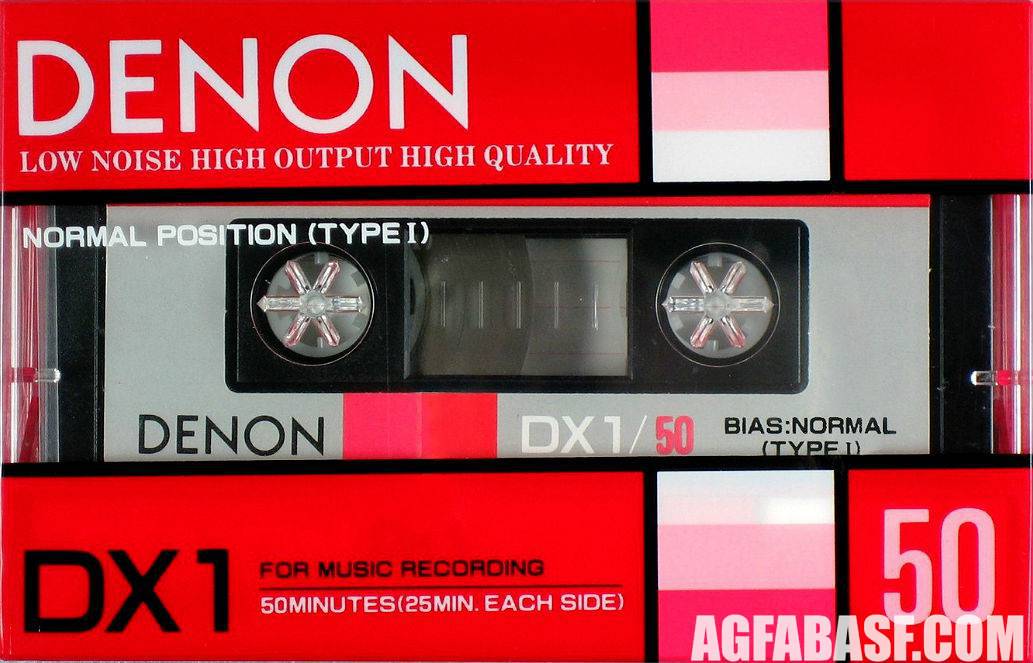 DENON
LOW NOISE HIGH OUTPUT HIGH QUALITY
NORMAL POSITION (TYPE I)
DENON
DX1/50
BIAS:NORMAL
(TYPE I)
DX1
FOR MUSIC RECORDING
50MINUTES(25MIN. EACH SIDE)
50
AGFABASF.COM